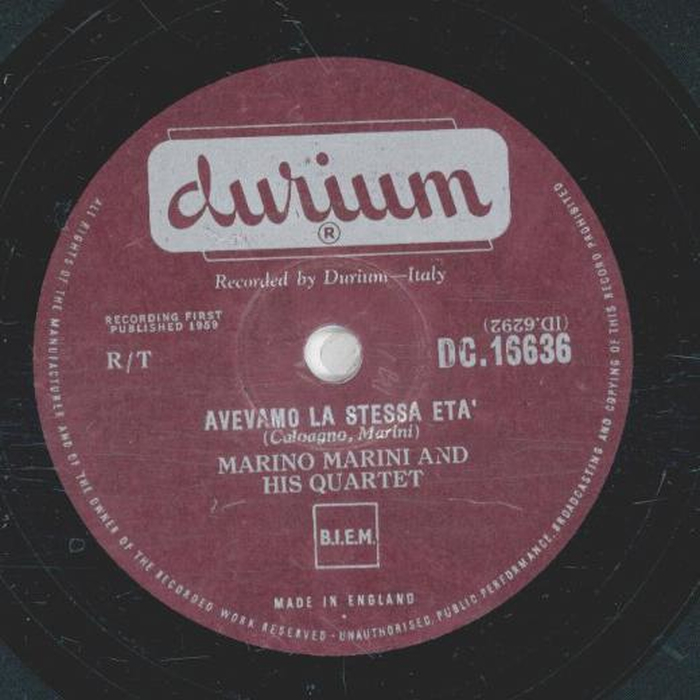 durium
®
Recorded by Durium—Italy
RECORDING FIRST
PUBLISHED 1959
R/T
(ID.6292)
DC.16636
AVEVAMO LA STESSA ETA'
(Caloagno, Marini)
MARINO MARINI AND
HIS QUARTET
B.I.E.M.
MADE IN ENGLAND
ALL RIGHTS OF THE MANUFACTURER AND OF THE OWNER OF THE RECORDED WORK RESERVED · UNAUTHORISED PUBLIC PERFORMANCE, BROADCASTING AND COPYING OF THIS RECORD PROHIBITED